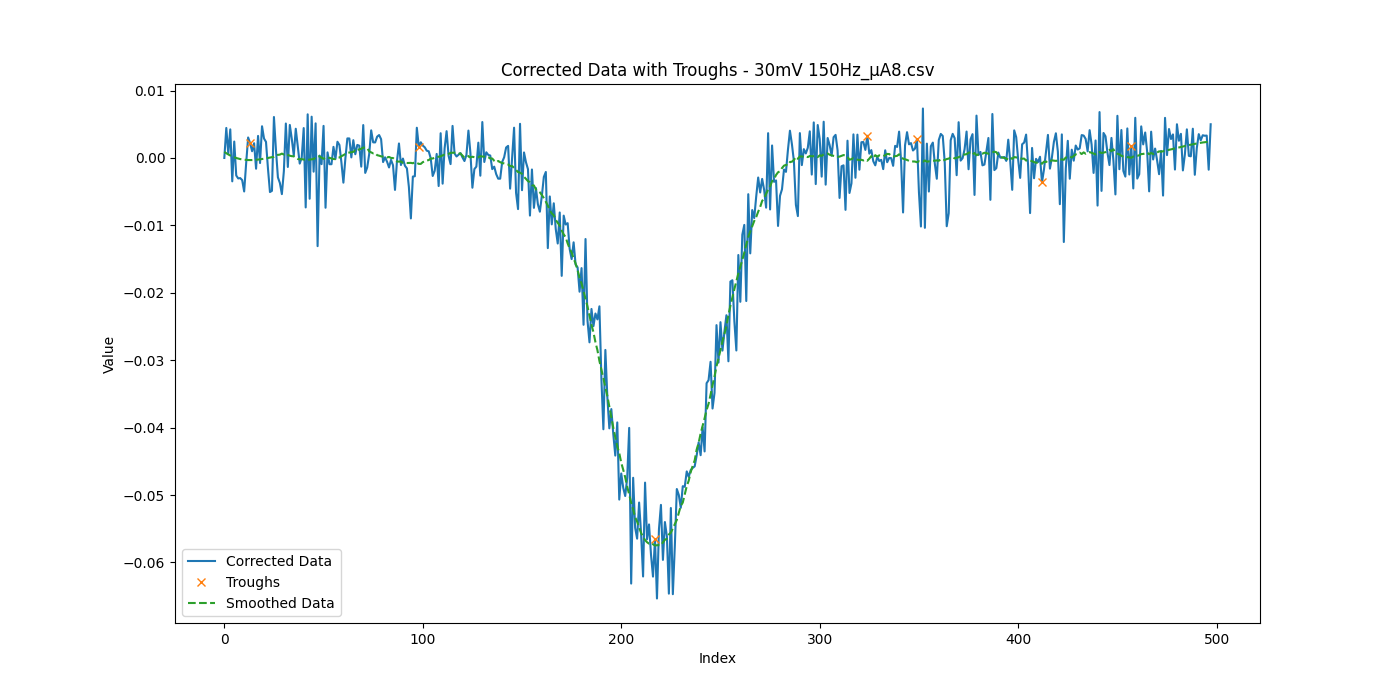 Corrected Data with Troughs - 30mV 150Hz_μA8.csv
0.01
0.00
−0.01
−0.02
−0.03
−0.04
−0.05
−0.06
Value
Corrected Data
Troughs
Smoothed Data
0
100
200
300
400
500
Index